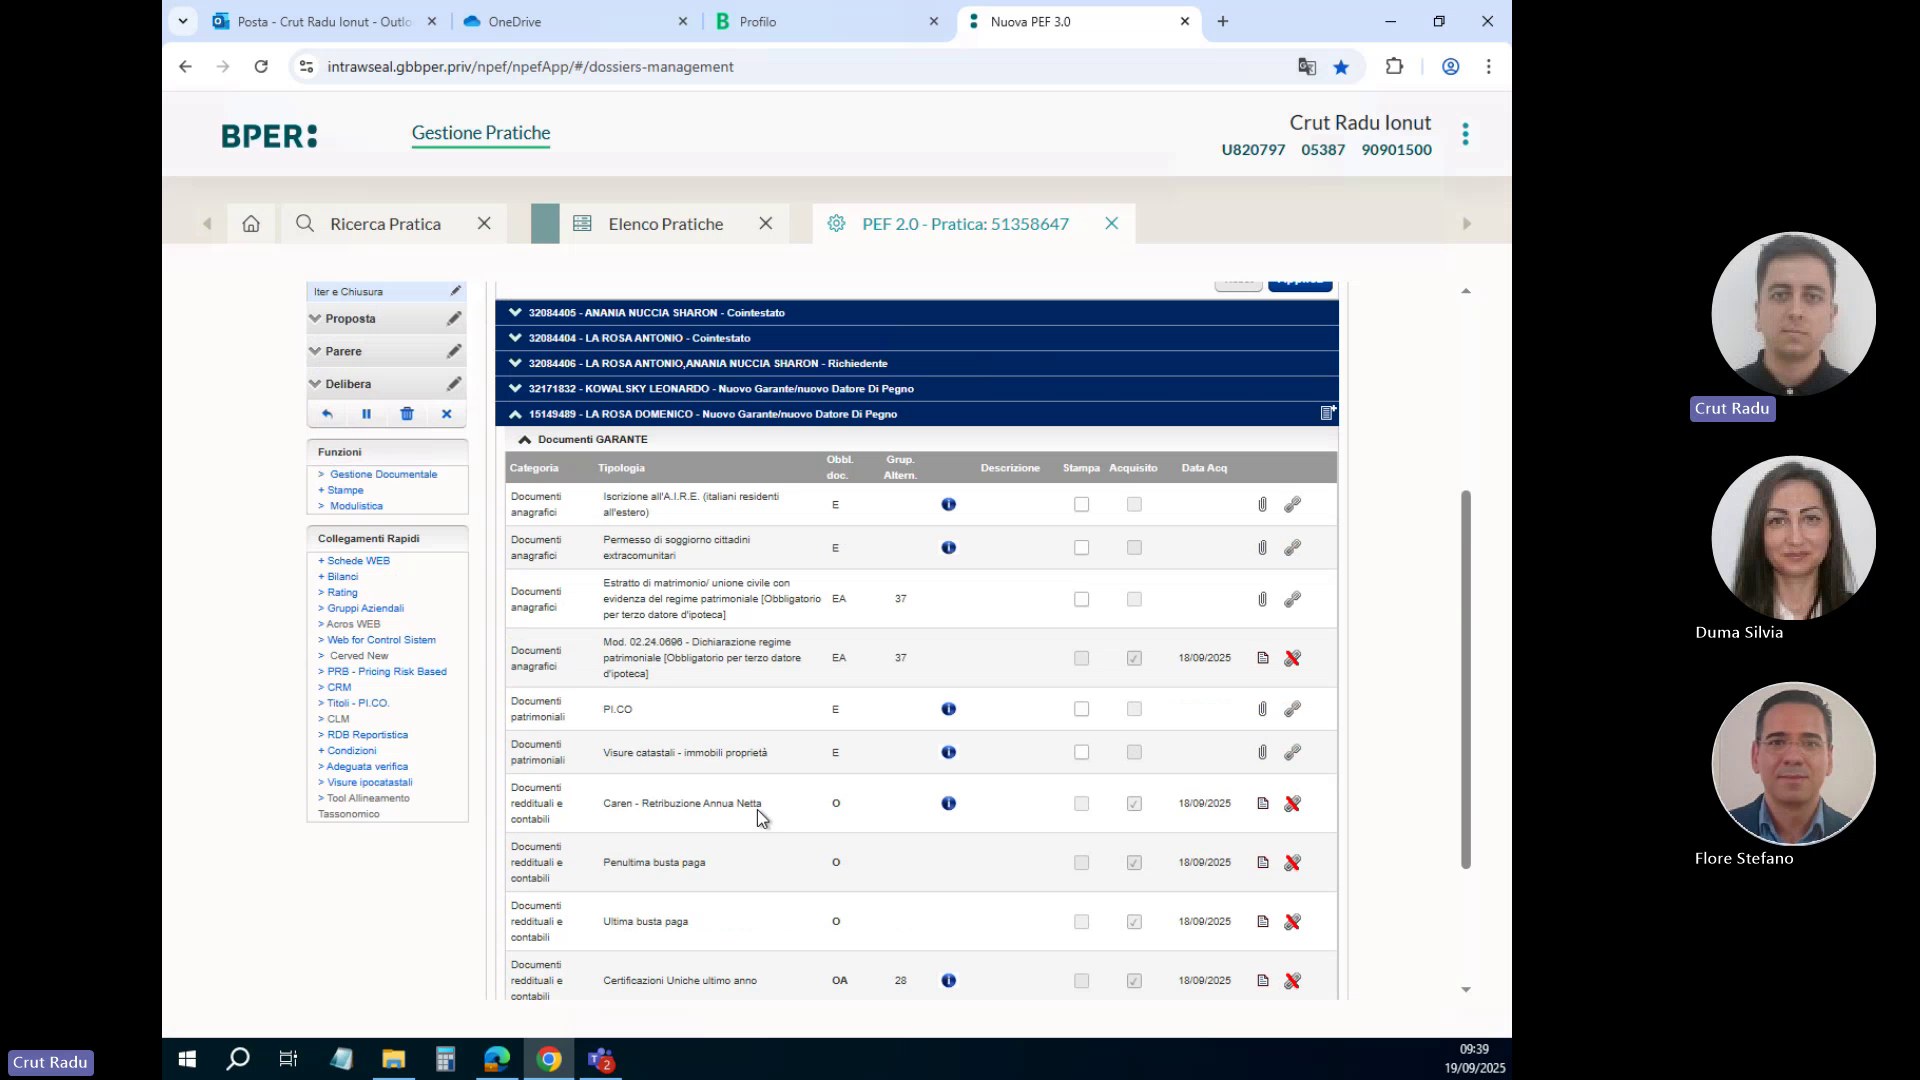 Posta - Crut Radu Ionut - Outlo
OneDrive
Profilo
Nuova PEF 3.0
intrawseal.gbbper.priv/npef/npefApp/#/dossiers-management
BPER:
Gestione Pratiche
Crut Radu Ionut
U820797 05387 90901500
Ricerca Pratica
Elenco Pratiche
PEF 2.0 - Pratica: 51358647
Iter e Chiusura
Proposta
Parere
Delibera
Funzioni
> Gestione Documentale
+ Stampe
> Modulistica
Collegamenti Rapidi
+ Schede WEB
+ Bilanci
> Rating
> Gruppi Aziendali
> Acros WEB
> Web for Control Sistem
> Cerved New
> PRB - Pricing Risk Based
> CRM
> Titoli - PI.CO.
> CLM
> RDB Reportistica
+ Condizioni
> Adeguata verifica
> Visure ipocatastali
> Tool Allineamento
Tassonomico
32084405 - ANANIA NUCCIA SHARON - Cointestato
32084404 - LA ROSA ANTONIO - Cointestato
32084406 - LA ROSA ANTONIO,ANANIA NUCCIA SHARON - Richiedente
32171832 - KOWALSKY LEONARDO - Nuovo Garante/nuovo Datore Di Pegno
15149489 - LA ROSA DOMENICO - Nuovo Garante/nuovo Datore Di Pegno
Documenti GARANTE
Categoria Tipologia Obbl. doc. Grup. Altern. Descrizione Stampa Acquisito Data Acq
Documenti anagrafici
Iscrizione all'A.I.R.E. (italiani residenti
all'estero)
E
Documenti anagrafici
Permesso di soggiorno cittadini
extracomunitari
E
Documenti anagrafici
Estratto di matrimonio/ unione civile con
evidenza del regime patrimoniale [Obbligatorio
per terzo datore d'ipoteca]
EA 37
Documenti anagrafici
Mod. 02.24.0696 - Dichiarazione regime
patrimoniale [Obbligatorio per terzo datore
d'ipoteca]
EA 37 18/09/2025
Documenti patrimoniali
PI.CO E
Documenti patrimoniali
Visure catastali - immobili proprietà E
Documenti reddituali e contabili
Caren - Retribuzione Annua Netta O 18/09/2025
Documenti reddituali e contabili
Penultima busta paga O 18/09/2025
Documenti reddituali e contabili
Ultima busta paga O 18/09/2025
Documenti reddituali e contabili
Certificazioni Uniche ultimo anno OA 28 18/09/2025
2
09:39
19/09/2025
Crut Radu
Duma Silvia
Flore Stefano
Crut Radu